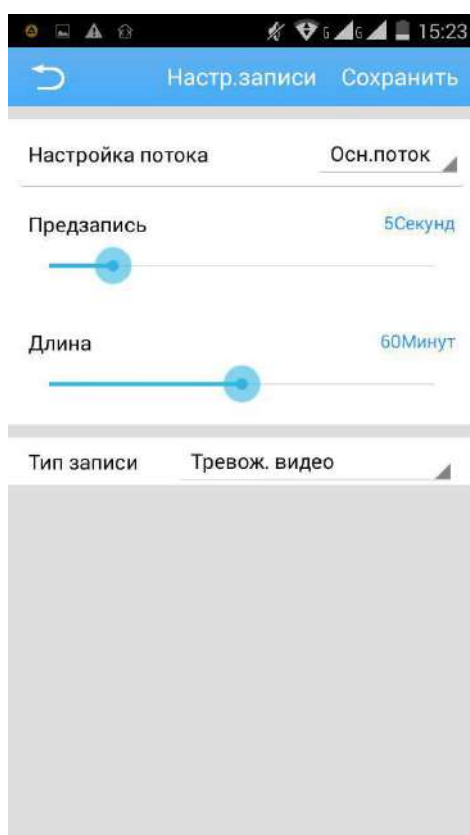 G G 15:23
Настр.записи Сохранить
Настройка потока Осн.поток
Предзапись 5Секунд
Длина 60Минут
Тип записи Тревож. видео